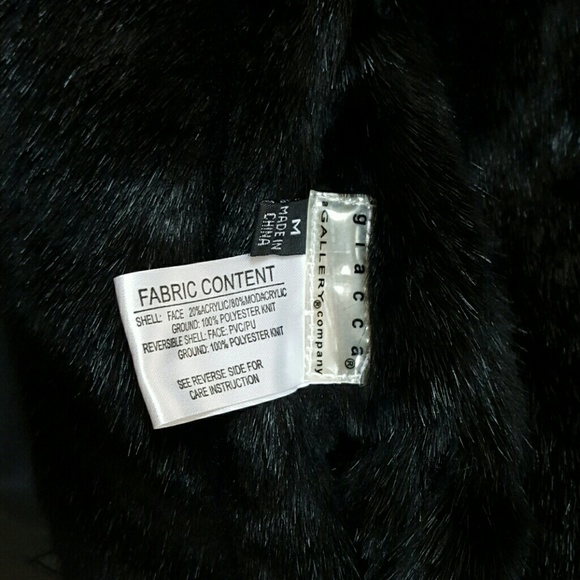 M
MADE IN
CHINA
giacca®
a GALLERY® company
FABRIC CONTENT
SHELL: FACE 20%ACRYLIC/80%MODACRYLIC
GROUND: 100% POLYESTER KNIT
REVERSIBLE SHELL: FACE: PVC/PU
GROUND: 100% POLYESTER KNIT
SEE REVERSE SIDE FOR
CARE INSTRUCTION